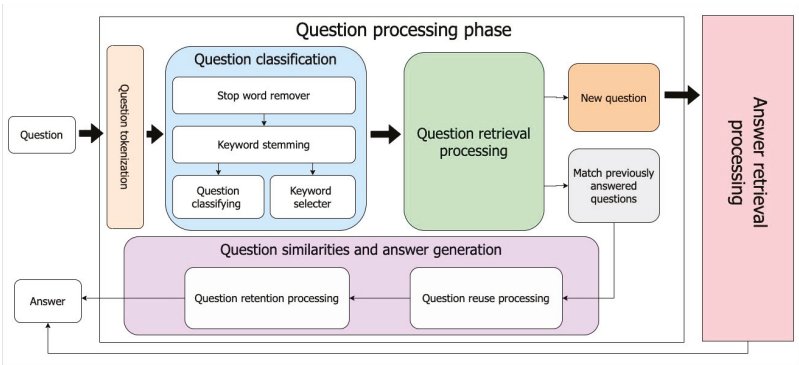 Question processing phase
Question
Question tokenization
Question classification
Stop word remover
Keyword stemming
Question
classifying
Keyword
selecter
Question retrieval
processing
New question
Match previously
answered
questions
Answer retrieval
processing
Question similarities and answer generation
Question retention processing
Question reuse processing
Answer